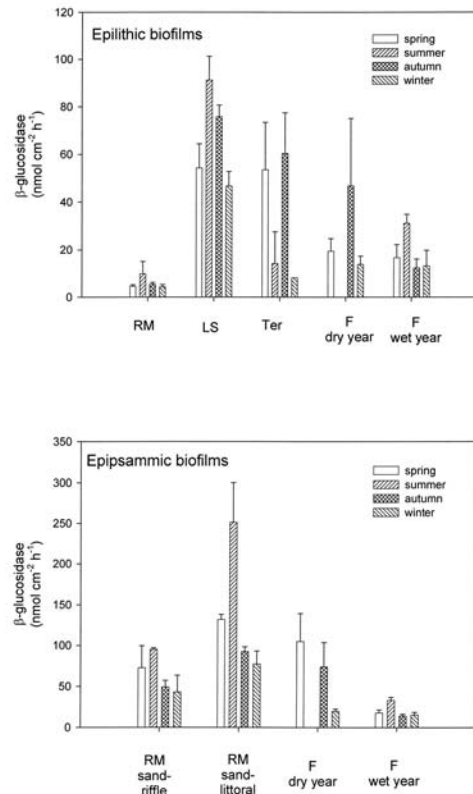 Epilithic biofilms
spring
summer
autumn
winter
β-glucosidase
(nmol cm⁻² h⁻¹)
120
100
80
60
40
20
0
RM
LS
Ter
F
dry year
F
wet year
Epipsammic biofilms
spring
summer
autumn
winter
β-glucosidase
(nmol cm⁻² h⁻¹)
350
300
250
200
150
100
50
0
RM
sand-
riffle
RM
sand-
littoral
F
dry year
F
wet year